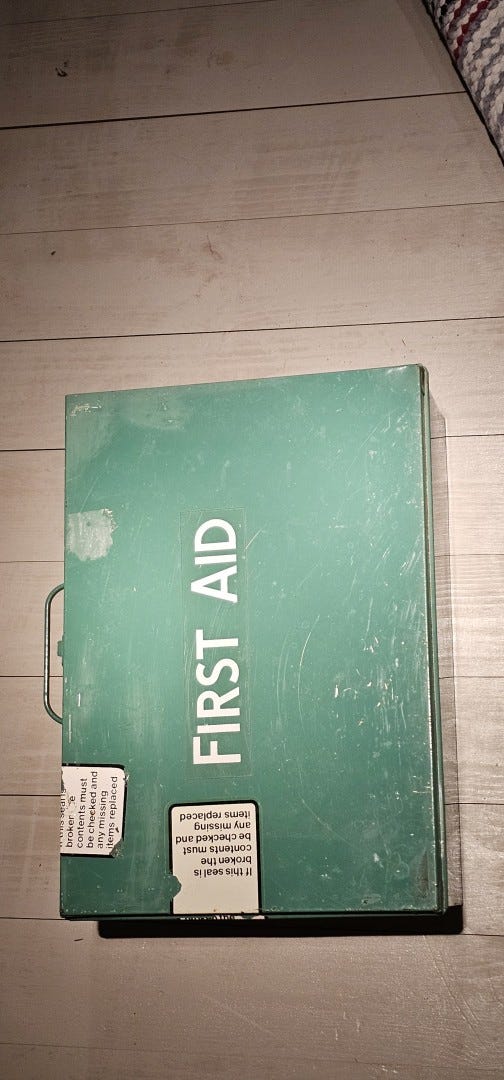 FIRST AID
broken
contents must
be checked and
any missing
items replaced
If this seal is
broken the
contents must
be checked and
any missing
items replaced